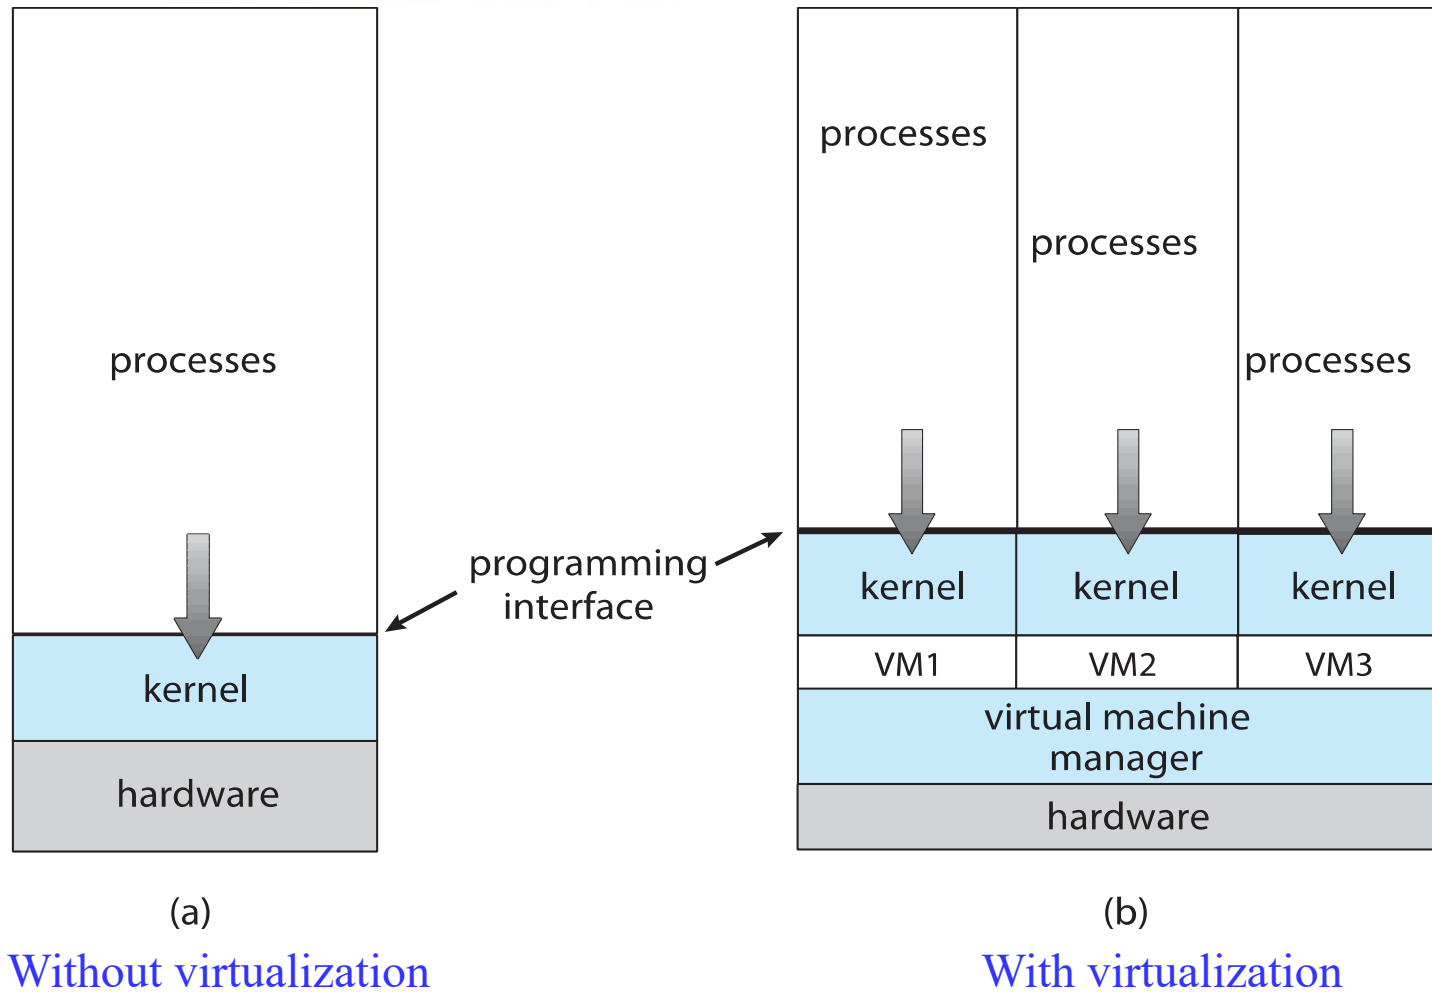 processes
kernel
hardware
(a)
Without virtualization
programming
interface
processes
processes
processes
kernel
kernel
kernel
VM1
VM2
VM3
virtual machine
manager
hardware
(b)
With virtualization